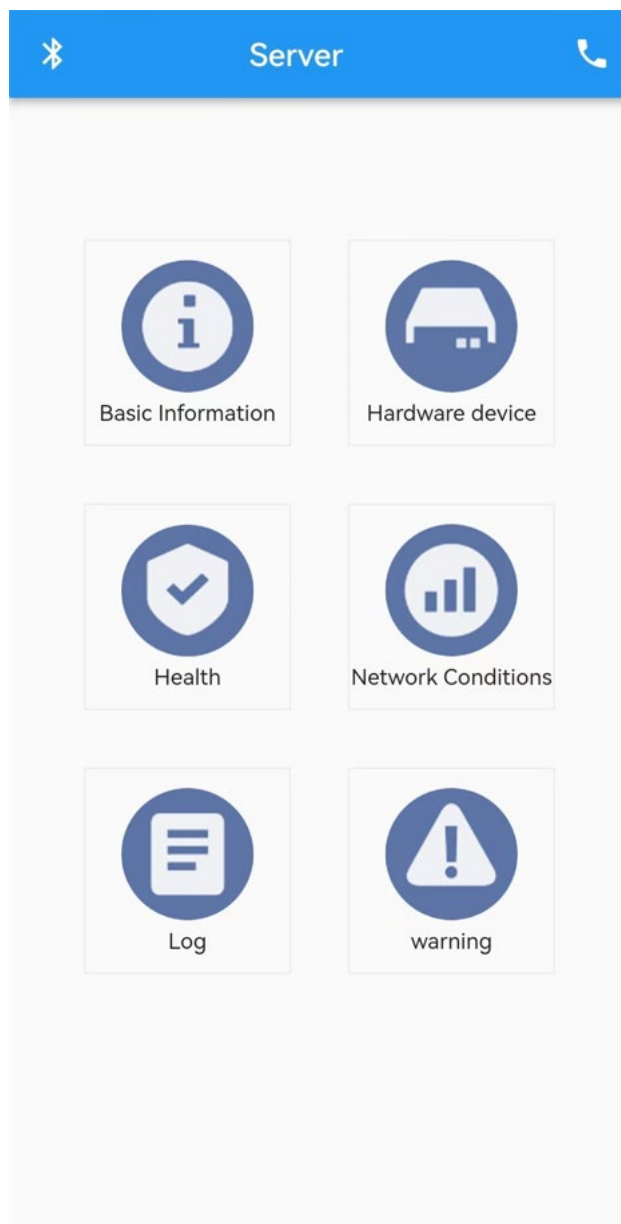 Server
Basic Information
Hardware device
Health
Network Conditions
Log
warning